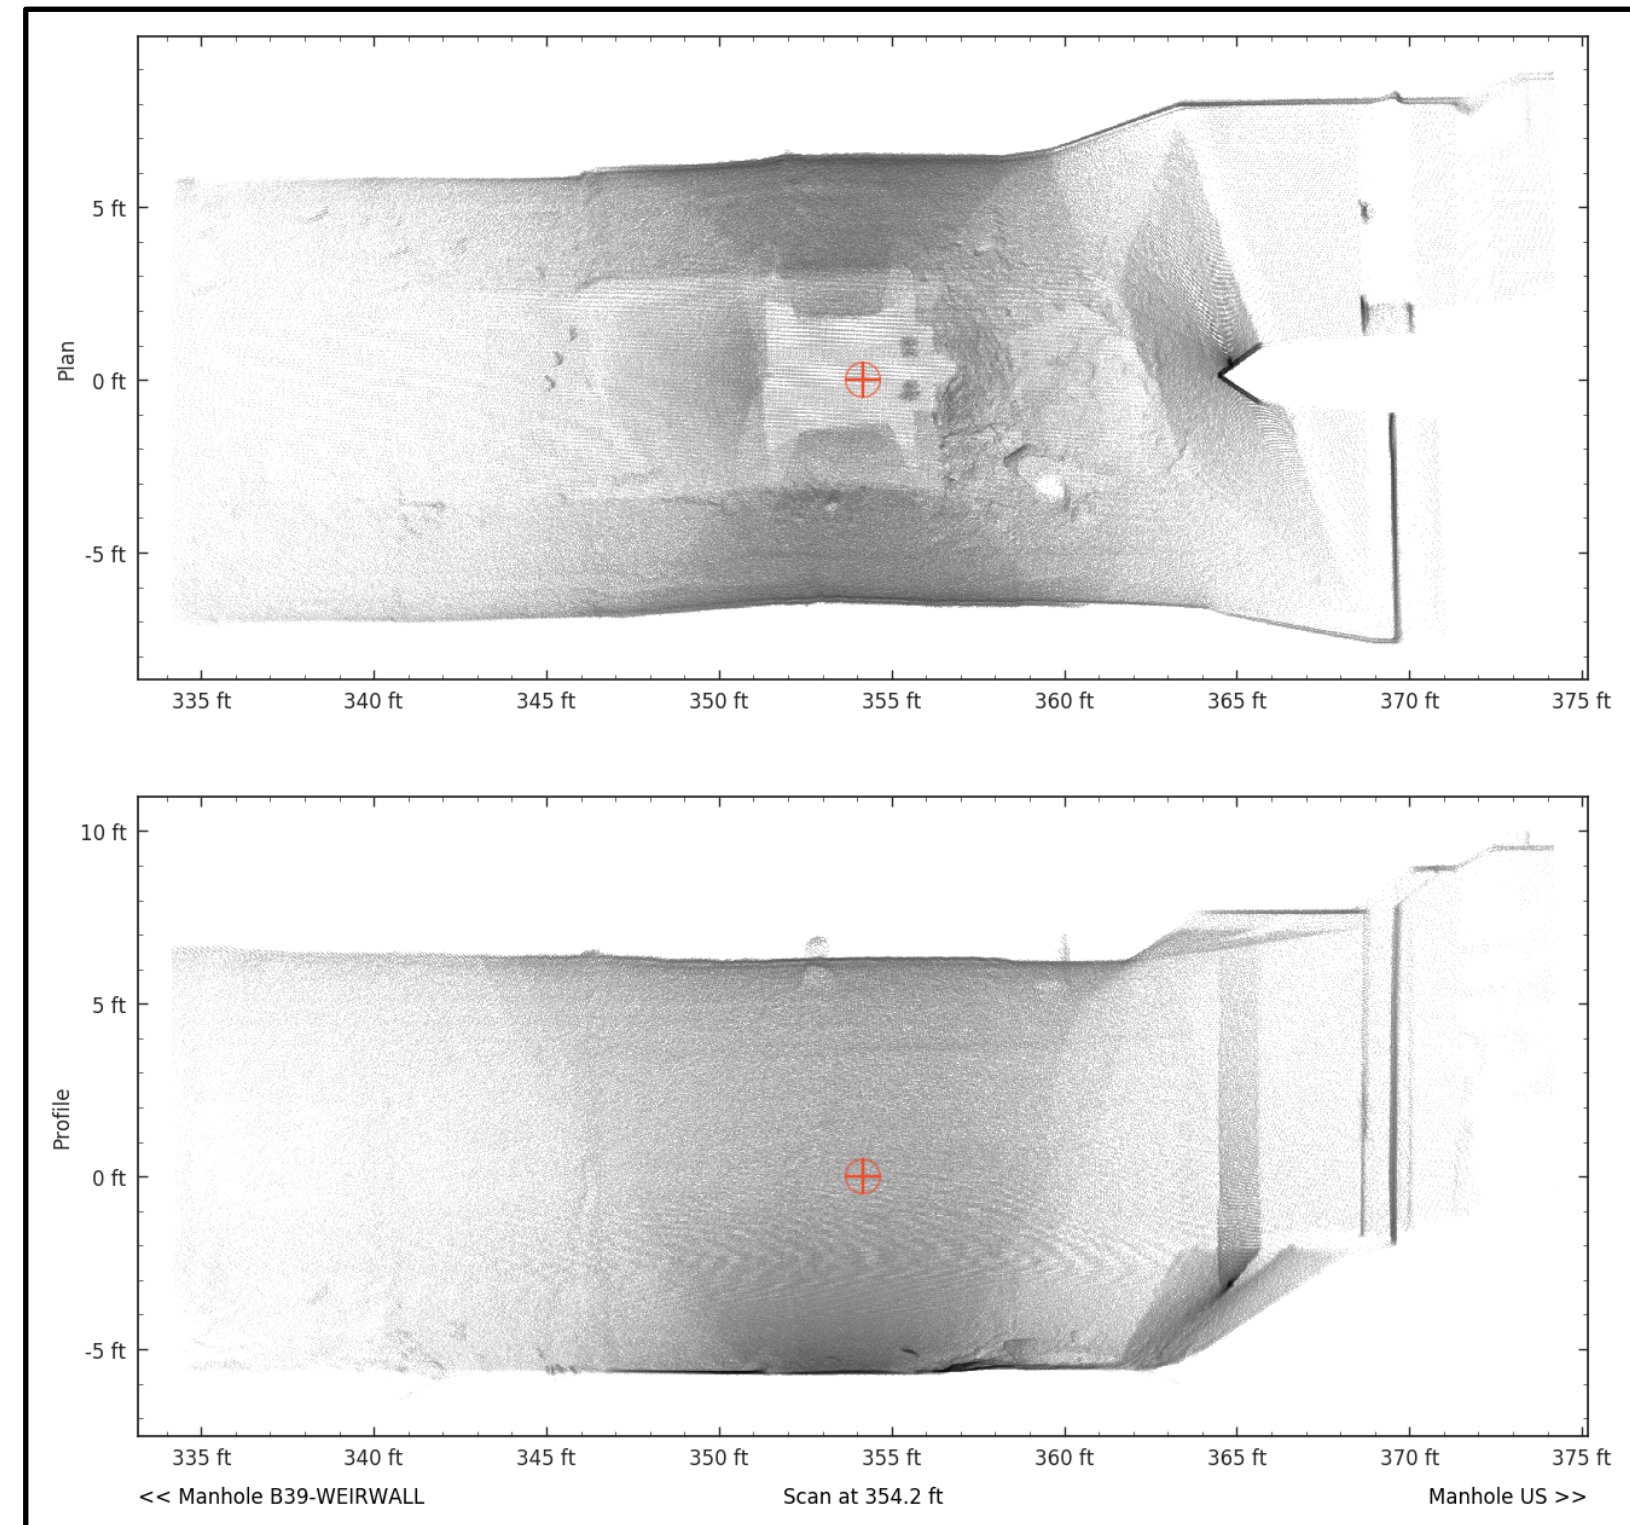 5 ft
0 ft
-5 ft
Plan
335 ft 340 ft 345 ft 350 ft 355 ft 360 ft 365 ft 370 ft 375 ft
10 ft
5 ft
0 ft
-5 ft
Profile
335 ft 340 ft 345 ft 350 ft 355 ft 360 ft 365 ft 370 ft 375 ft
<< Manhole B39-WEIRWALL Scan at 354.2 ft Manhole US >>